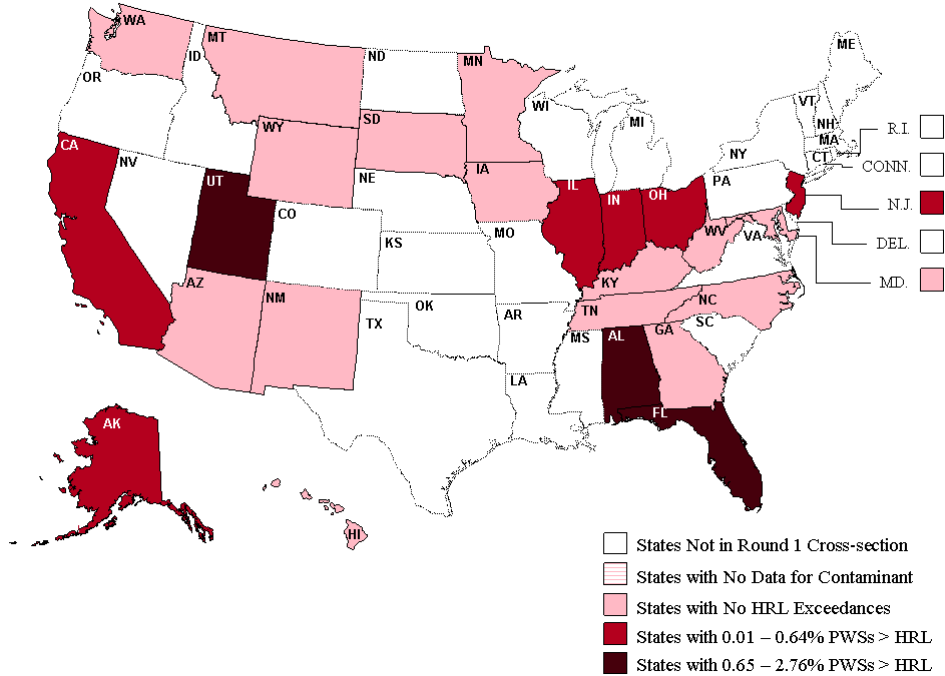 WA
MT
ND
MN
ME
ID
OR
VT
WI
NH
SD
MI
MA
R.I.
WY
NY
CT
CONN.
CA
IA
NV
NE
PA
UT
IL
IN
OH
N.J.
CO
MO
WV
VA
DEL.
KS
KY
MD.
AZ
NM
NC
OK
TN
TX
AR
SC
MS
AL
GA
LA
FL
AK
HI
States Not in Round 1 Cross-section
States with No Data for Contaminant
States with No HRL Exceedances
States with 0.01 – 0.64% PWSs > HRL
States with 0.65 – 2.76% PWSs > HRL